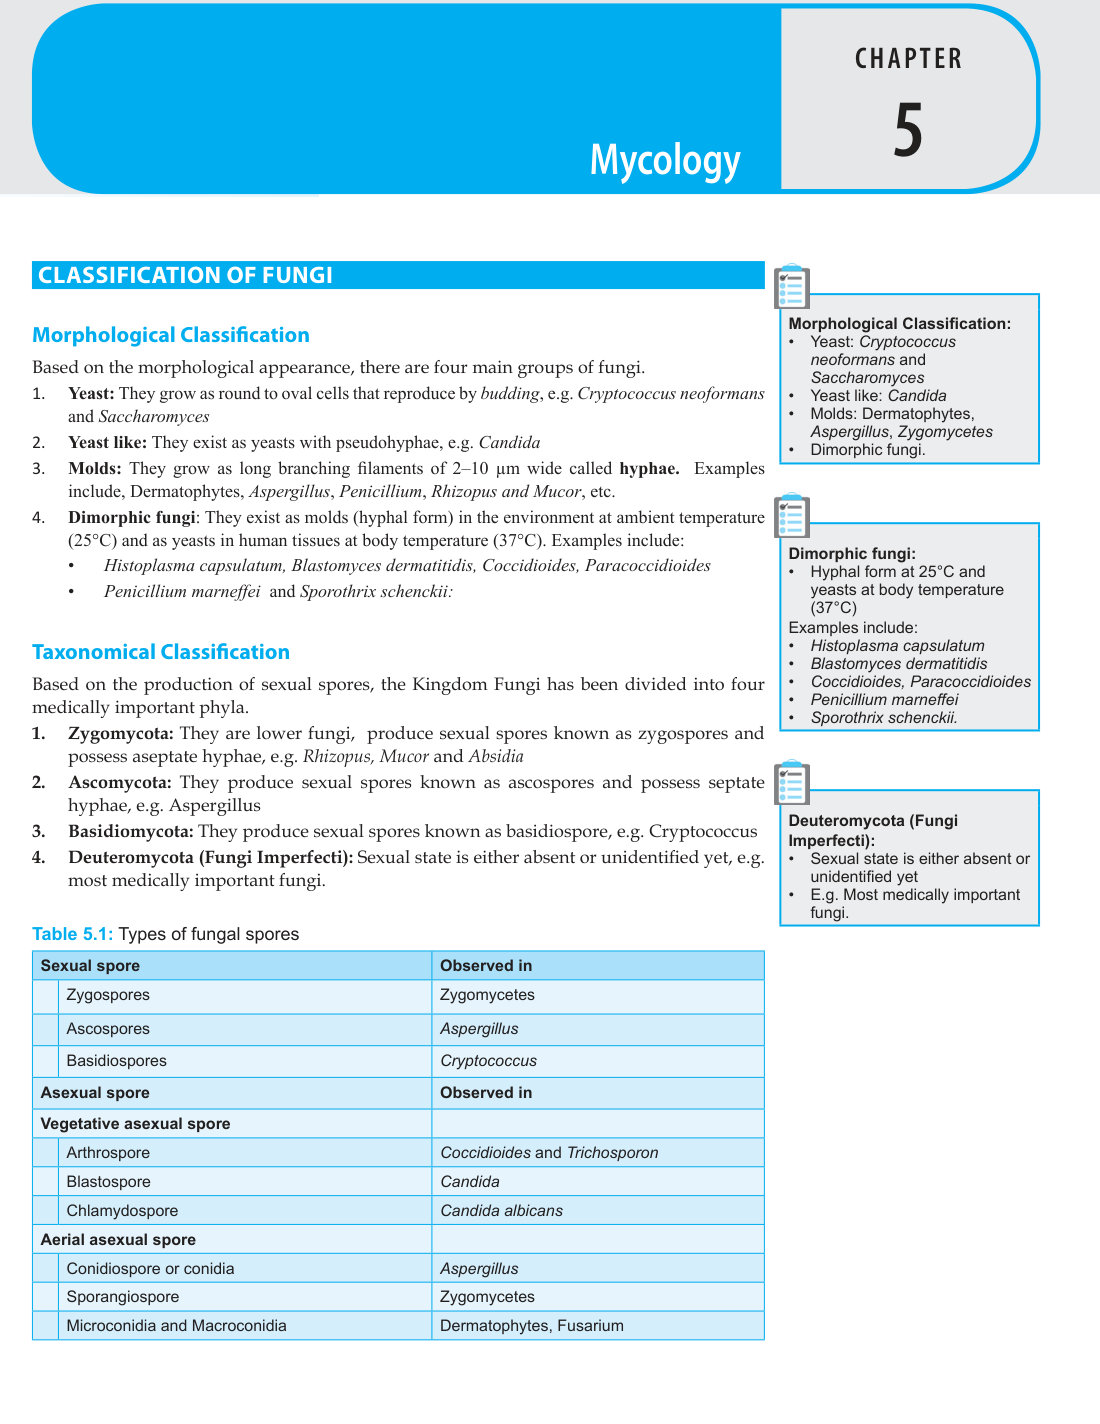 CHAPTER
5
Mycology
CLASSIFICATION OF FUNGI
Morphological Classification
Based on the morphological appearance, there are four main groups of fungi.
1. Yeast: They grow as round to oval cells that reproduce by budding, e.g. Cryptococcus neoformans
and Saccharomyces
2. Yeast like: They exist as yeasts with pseudohyphae, e.g. Candida
3. Molds: They grow as long branching filaments of 2–10 µm wide called hyphae. Examples
include, Dermatophytes, Aspergillus, Penicillium, Rhizopus and Mucor, etc.
4. Dimorphic fungi: They exist as molds (hyphal form) in the environment at ambient temperature
(25°C) and as yeasts in human tissues at body temperature (37°C). Examples include:
• Histoplasma capsulatum, Blastomyces dermatitidis, Coccidioides, Paracoccidioides
• Penicillium marneffei and Sporothrix schenckii:
Taxonomical Classification
Based on the production of sexual spores, the Kingdom Fungi has been divided into four
medically important phyla.
1. Zygomycota: They are lower fungi, produce sexual spores known as zygospores and
possess aseptate hyphae, e.g. Rhizopus, Mucor and Absidia
2. Ascomycota: They produce sexual spores known as ascospores and possess septate
hyphae, e.g. Aspergillus
3. Basidiomycota: They produce sexual spores known as basidiospore, e.g. Cryptococcus
4. Deuteromycota (Fungi Imperfecti): Sexual state is either absent or unidentified yet, e.g.
most medically important fungi.
Table 5.1: Types of fungal spores
Sexual spore Observed in
Zygospores Zygomycetes
Ascospores Aspergillus
Basidiospores Cryptococcus
Asexual spore Observed in
Vegetative asexual spore
Arthrospore Coccidioides and Trichosporon
Blastospore Candida
Chlamydospore Candida albicans
Aerial asexual spore
Conidiospore or conidia Aspergillus
Sporangiospore Zygomycetes
Microconidia and Macroconidia Dermatophytes, Fusarium
Morphological Classification:
• Yeast: Cryptococcus
neoformans and
Saccharomyces
• Yeast like: Candida
• Molds: Dermatophytes,
Aspergillus, Zygomycetes
• Dimorphic fungi.
Dimorphic fungi:
• Hyphal form at 25°C and
yeasts at body temperature
(37°C)
Examples include:
• Histoplasma capsulatum
• Blastomyces dermatitidis
• Coccidioides, Paracoccidioides
• Penicillium marneffei
• Sporothrix schenckii.
Deuteromycota (Fungi
Imperfecti):
• Sexual state is either absent or
unidentified yet
• E.g. Most medically important
fungi.